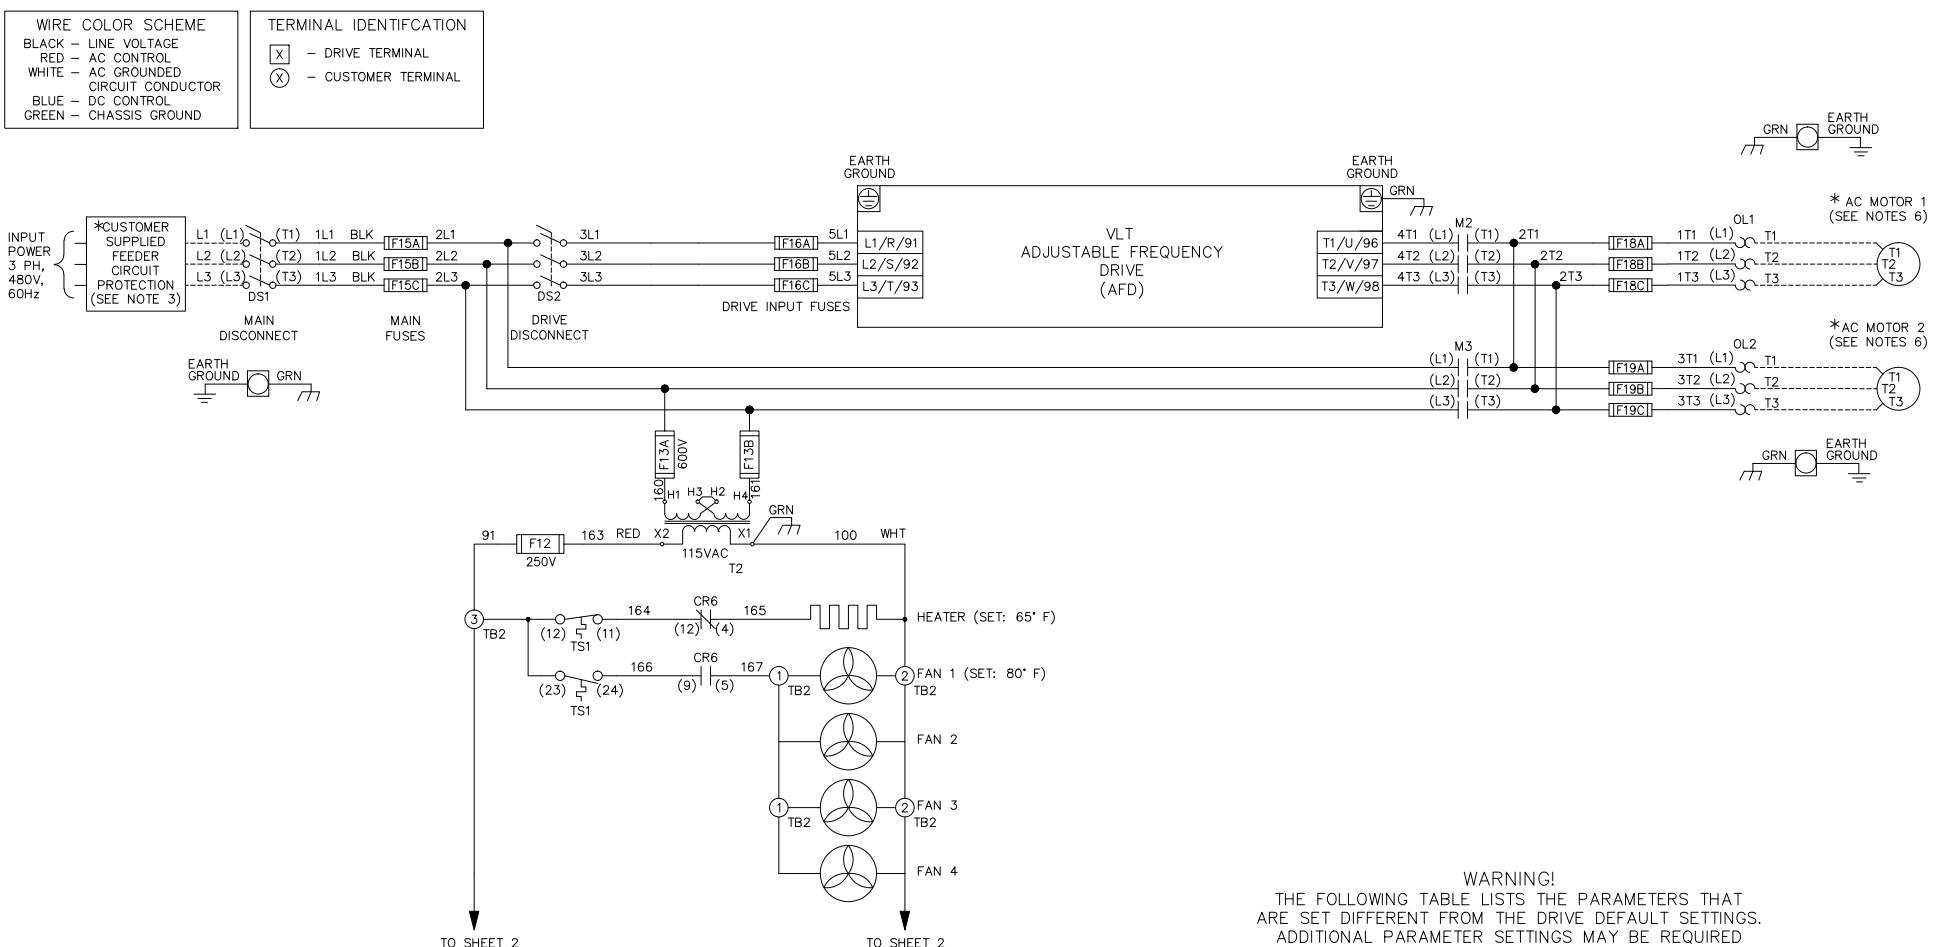 WIRE COLOR SCHEME
BLACK – LINE VOLTAGE
RED – AC CONTROL
WHITE – AC GROUNDED
CIRCUIT CONDUCTOR
BLUE – DC CONTROL
GREEN – CHASSIS GROUND
TERMINAL IDENTIFCATION
X – DRIVE TERMINAL
X – CUSTOMER TERMINAL
GRN
EARTH
GROUND
INPUT
POWER
3 PH,
480V,
60Hz
*CUSTOMER
SUPPLIED
FEEDER
CIRCUIT
PROTECTION
(SEE NOTE 3)
L1 (L1) (T1) 1L1 BLK F15A 2L1 3L1 F16A 5L1 L1/R/91
L2 (L2) (T2) 1L2 BLK F15B 2L2 3L2 F16B 5L2 L2/S/92
L3 (L3) (T3) 1L3 BLK F15C 2L3 3L3 F16C 5L3 L3/T/93
DS1
DS2
MAIN
DISCONNECT
MAIN
FUSES
DRIVE
DISCONNECT
DRIVE INPUT FUSES
EARTH
GROUND
VLT
ADJUSTABLE FREQUENCY
DRIVE
(AFD)
EARTH
GROUND
GRN
M2
OL1
T1/U/96 4T1 (L1) (T1) 2T1 F18A 1T1 (L1) T1
T2/V/97 4T2 (L2) (T2) 2T2 F18B 1T2 (L2) T2
T3/W/98 4T3 (L3) (T3) 2T3 F18C 1T3 (L3) T3
* AC MOTOR 1
(SEE NOTES 6)
T1
T2
T3
EARTH
GROUND GRN
M3
OL2
(L1) (T1) F19A 3T1 (L1) T1
(L2) (T2) F19B 3T2 (L2) T2
(L3) (T3) F19C 3T3 (L3) T3
*AC MOTOR 2
(SEE NOTES 6)
T1
T2
T3
GRN
EARTH
GROUND
F13A
600V
F13B
160
161
H1 H3 H2 H4
GRN
91 F12 163 RED X2 X1 100 WHT
250V
115VAC
T2
3
TB2
(12) (11)
TS1
164
CR6
(12) (4)
165
HEATER (SET: 65° F)
(23) (24)
TS1
166
CR6
(9) (5)
167
1
TB2
2
TB2
FAN 1 (SET: 80° F)
FAN 2
1
TB2
2
TB2
FAN 3
FAN 4
TO SHEET 2
TO SHEET 2
WARNING!
THE FOLLOWING TABLE LISTS THE PARAMETERS THAT
ARE SET DIFFERENT FROM THE DRIVE DEFAULT SETTINGS.
ADDITIONAL PARAMETER SETTINGS MAY BE REQUIRED